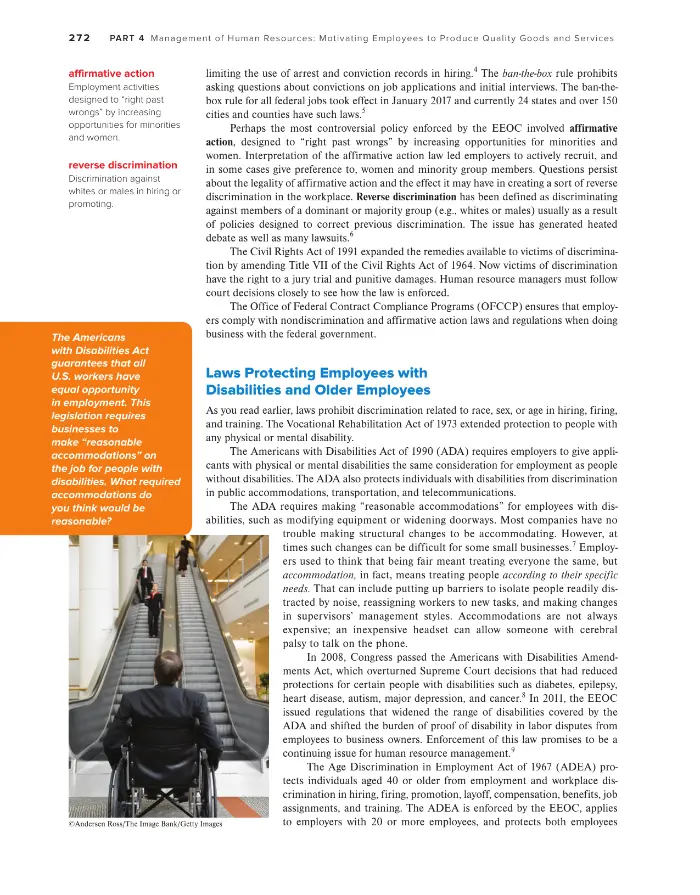 272 PART 4 Management of Human Resources: Motivating Employees to Produce Quality Goods and Services
affirmative action
Employment activities
designed to “right past
wrongs” by increasing
opportunities for minorities
and women.
reverse discrimination
Discrimination against
whites or males in hiring or
promoting.
limiting the use of arrest and conviction records in hiring.4 The ban-the-box rule prohibits
asking questions about convictions on job applications and initial interviews. The ban-the-
box rule for all federal jobs took effect in January 2017 and currently 24 states and over 150
cities and counties have such laws.5
Perhaps the most controversial policy enforced by the EEOC involved affirmative
action, designed to “right past wrongs” by increasing opportunities for minorities and
women. Interpretation of the affirmative action law led employers to actively recruit, and
in some cases give preference to, women and minority group members. Questions persist
about the legality of affirmative action and the effect it may have in creating a sort of reverse
discrimination in the workplace. Reverse discrimination has been defined as discriminating
against members of a dominant or majority group (e.g., whites or males) usually as a result
of policies designed to correct previous discrimination. The issue has generated heated
debate as well as many lawsuits.6
The Civil Rights Act of 1991 expanded the remedies available to victims of discrimina-
tion by amending Title VII of the Civil Rights Act of 1964. Now victims of discrimination
have the right to a jury trial and punitive damages. Human resource managers must follow
court decisions closely to see how the law is enforced.
The Office of Federal Contract Compliance Programs (OFCCP) ensures that employ-
ers comply with nondiscrimination and affirmative action laws and regulations when doing
business with the federal government.
The Americans
with Disabilities Act
guarantees that all
U.S. workers have
equal opportunity
in employment. This
legislation requires
businesses to
make “reasonable
accommodations” on
the job for people with
disabilities. What required
accommodations do
you think would be
reasonable?
Laws Protecting Employees with
Disabilities and Older Employees
As you read earlier, laws prohibit discrimination related to race, sex, or age in hiring, firing,
and training. The Vocational Rehabilitation Act of 1973 extended protection to people with
any physical or mental disability.
The Americans with Disabilities Act of 1990 (ADA) requires employers to give appli-
cants with physical or mental disabilities the same consideration for employment as people
without disabilities. The ADA also protects individuals with disabilities from discrimination
in public accommodations, transportation, and telecommunications.
The ADA requires making “reasonable accommodations” for employees with dis-
abilities, such as modifying equipment or widening doorways. Most companies have no
trouble making structural changes to be accommodating. However, at
times such changes can be difficult for some small businesses.7 Employ-
ers used to think that being fair meant treating everyone the same, but
accommodation, in fact, means treating people according to their specific
needs. That can include putting up barriers to isolate people readily dis-
tracted by noise, reassigning workers to new tasks, and making changes
in supervisors’ management styles. Accommodations are not always
expensive; an inexpensive headset can allow someone with cerebral
palsy to talk on the phone.
In 2008, Congress passed the Americans with Disabilities Amend-
ments Act, which overturned Supreme Court decisions that had reduced
protections for certain people with disabilities such as diabetes, epilepsy,
heart disease, autism, major depression, and cancer.8 In 2011, the EEOC
issued regulations that widened the range of disabilities covered by the
ADA and shifted the burden of proof of disability in labor disputes from
employees to business owners. Enforcement of this law promises to be a
continuing issue for human resource management.9
The Age Discrimination in Employment Act of 1967 (ADEA) pro-
tects individuals aged 40 or older from employment and workplace dis-
crimination in hiring, firing, promotion, layoff, compensation, benefits, job
assignments, and training. The ADEA is enforced by the EEOC, applies
to employers with 20 or more employees, and protects both employees
©Andersen Ross/The Image Bank/Getty Images